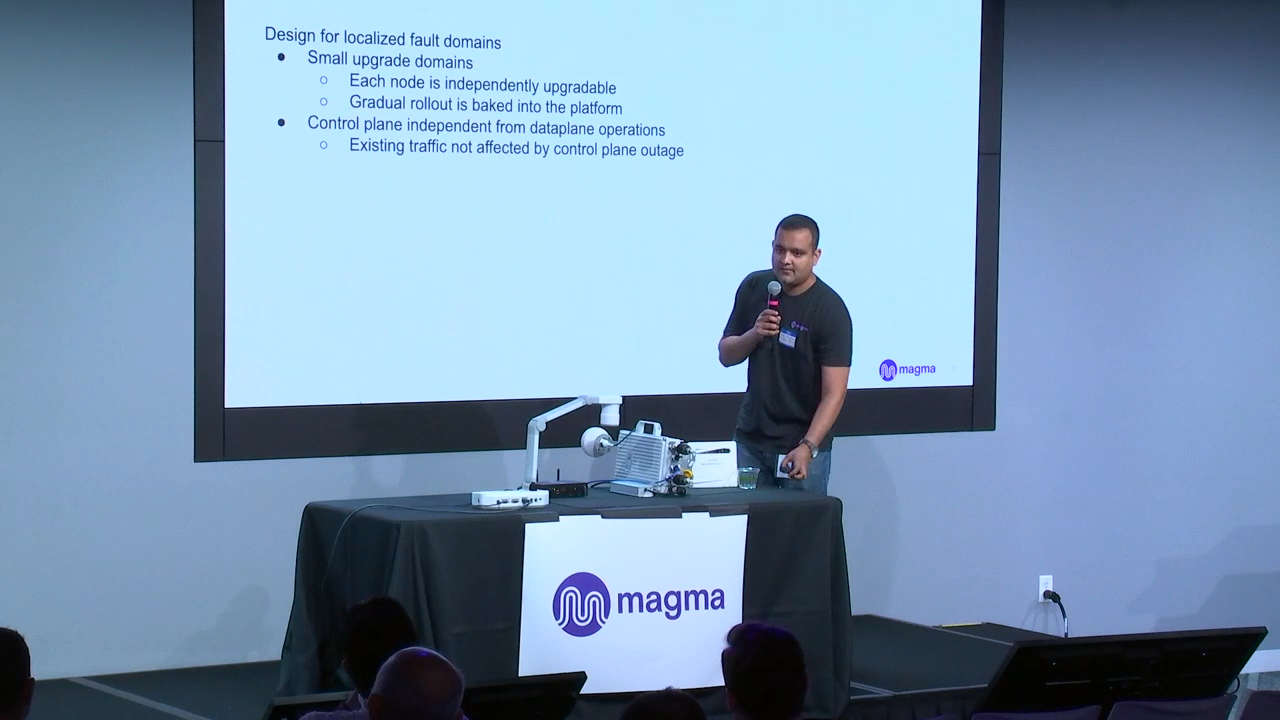 Design for localized fault domains
● Small upgrade domains
○ Each node is independently upgradable
○ Gradual rollout is baked into the platform
● Control plane independent from dataplane operations
○ Existing traffic not affected by control plane outage
magma
magma